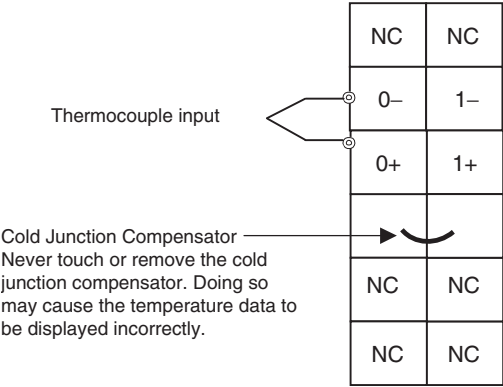 NC NC
0– 1–
Thermocouple input
0+ 1+
Cold Junction Compensator
Never touch or remove the cold
junction compensator. Doing so
may cause the temperature data to
be displayed incorrectly.
NC NC
NC NC